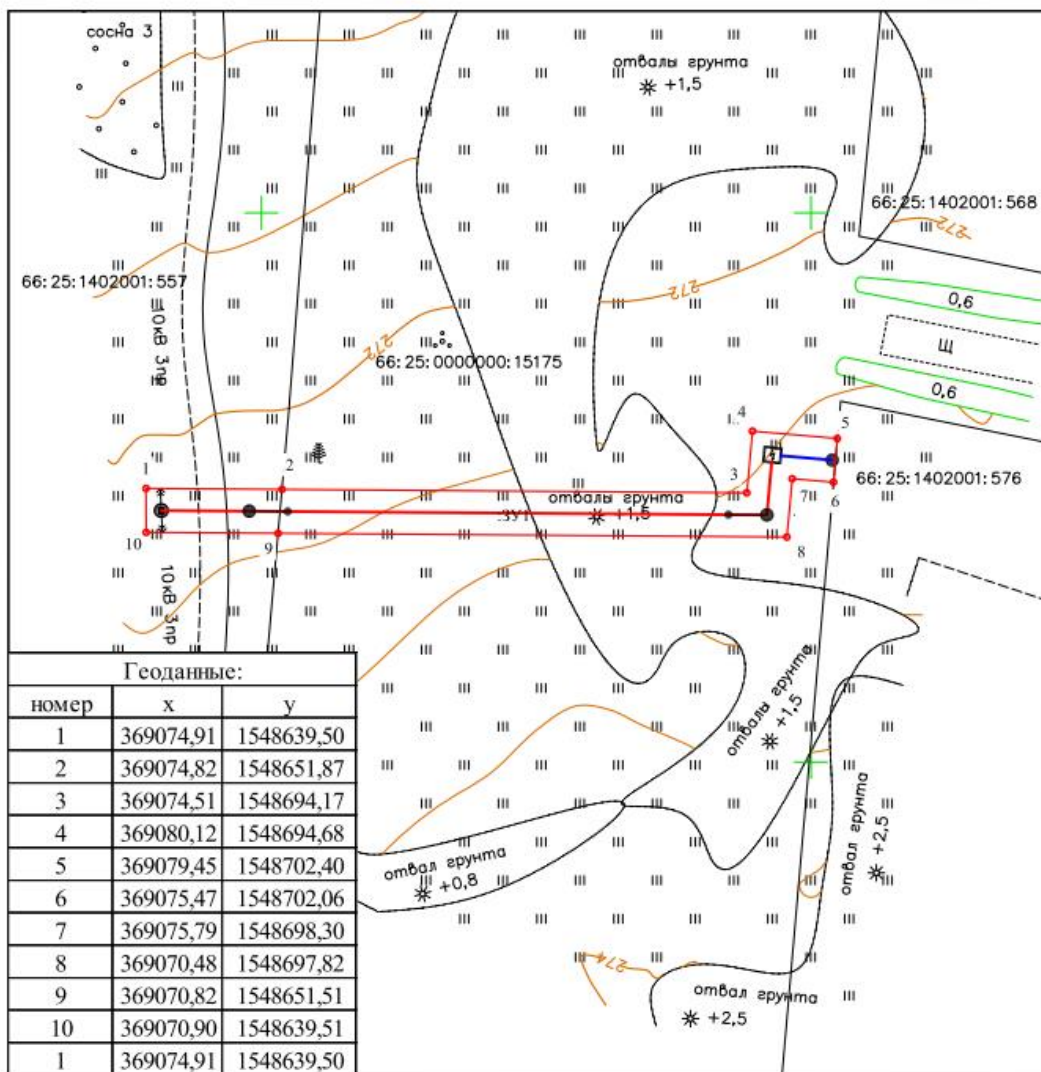 сосна 3
отвалы грунта
+1,5
66:25:1402001:568
272
66:25:1402001:557
272
0,6
10кВ 3пр
Щ
272
66:25:0000000:15175
0,6
4
5
1
2
3
отвалы грунта
66:25:1402001:576
7
6
+1,5
10
9
8
10кВ 3пр
отвалы грунта
+1,5
Геоданные:
номер x y
1 369074,91 1548639,50
2 369074,82 1548651,87
3 369074,51 1548694,17
4 369080,12 1548694,68
5 369079,45 1548702,40
6 369075,47 1548702,06
7 369075,79 1548698,30
8 369070,48 1548697,82
9 369070,82 1548651,51
10 369070,90 1548639,51
1 369074,91 1548639,50
отвал грунта
+2,5
отвал грунта
+0,8
274
отвал грунта
+2,5